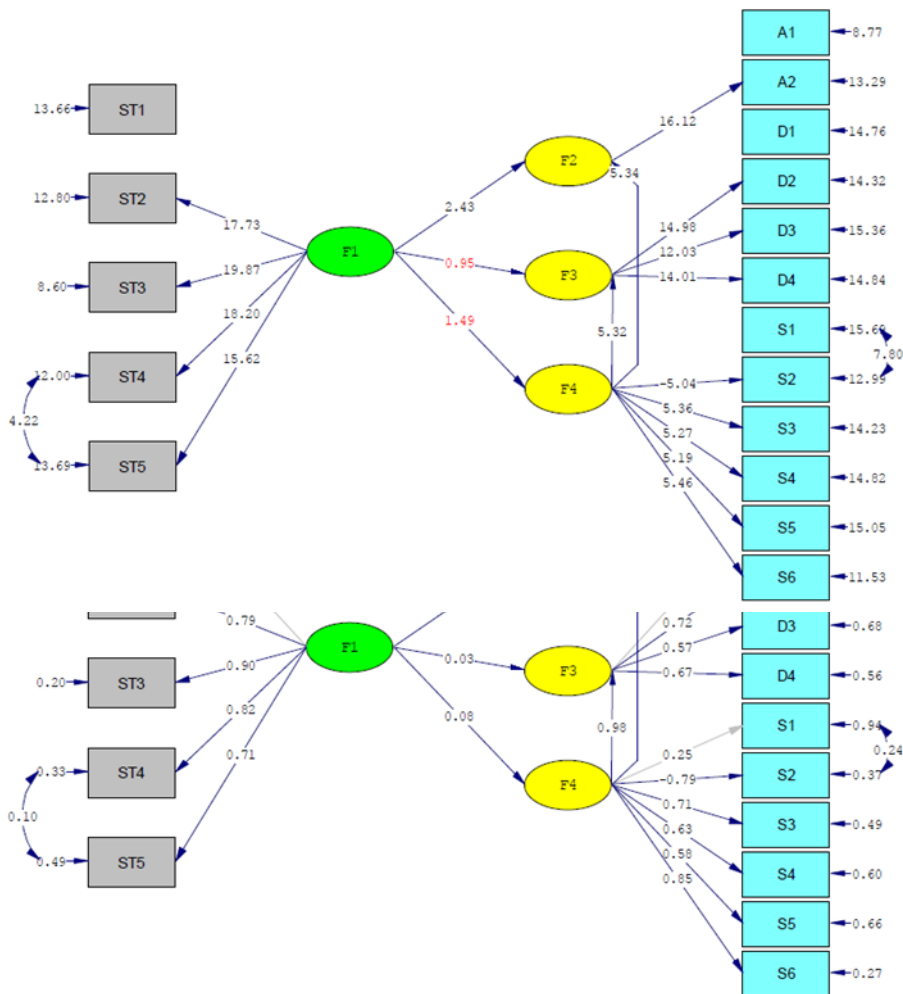 A1
8.77
A2
13.29
13.66
ST1
16.12
D1
14.76
F2
5.34
D2
14.32
12.80
ST2
2.43
14.98
D3
15.36
17.73
12.03
F1
0.95
F3
14.01
D4
14.84
8.60
ST3
19.87
18.20
1.49
5.32
S1
15.69
7.80
15.62
12.00
ST4
F4
-5.04
S2
12.99
5.36
S3
14.23
4.22
5.27
5.19
S4
14.82
13.69
ST5
5.46
S5
15.05
S6
11.53
0.79
0.72
D3
0.68
F1
0.57
0.03
F3
0.67
D4
0.56
0.20
ST3
0.90
0.82
0.08
0.98
S1
0.94
0.71
0.25
0.24
0.33
ST4
F4
-0.79
S2
0.37
0.10
0.71
S3
0.49
0.63
0.49
ST5
0.58
S4
0.60
0.85
S5
0.66
S6
0.27